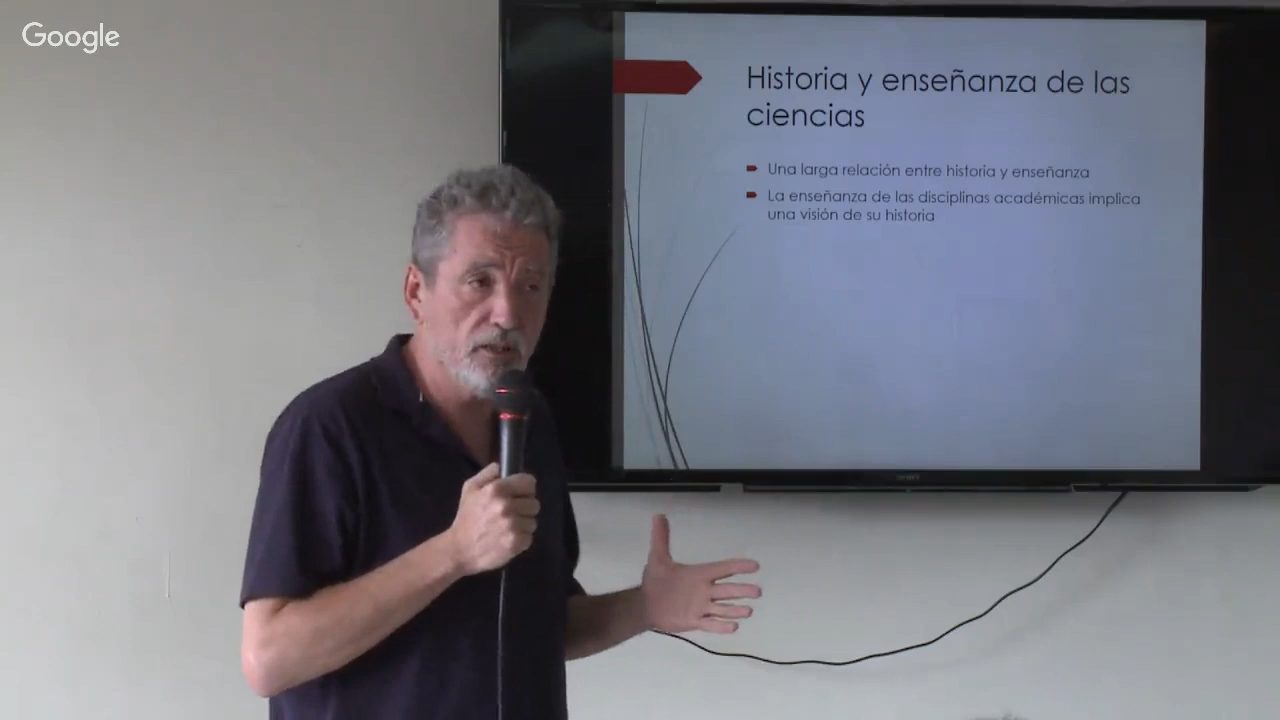 Google
Historia y enseñanza de las
ciencias
Una larga relación entre historia y enseñanza
La enseñanza de las disciplinas académicas implica
una visión de su historia